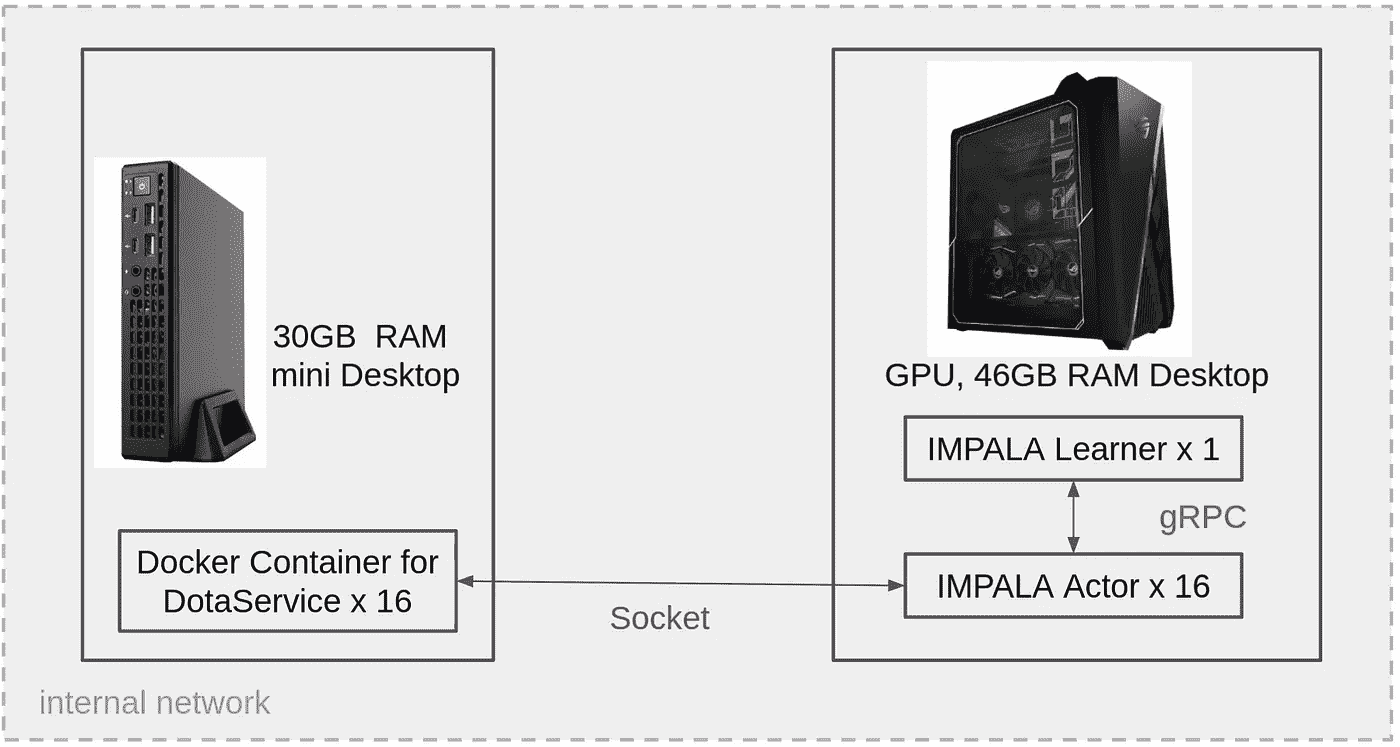 30GB  RAM
mini Desktop
Docker Container for
DotaService x 16
Socket
GPU, 46GB RAM Desktop
IMPALA Learner x 1
gRPC
IMPALA Actor x 16
internal network